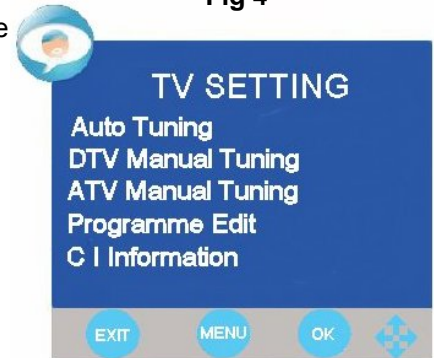 Fig 4
e
TV SETTING
Auto Tuning
DTV Manual Tuning
ATV Manual Tuning
Programme Edit
C I Information
EXIT MENU OK